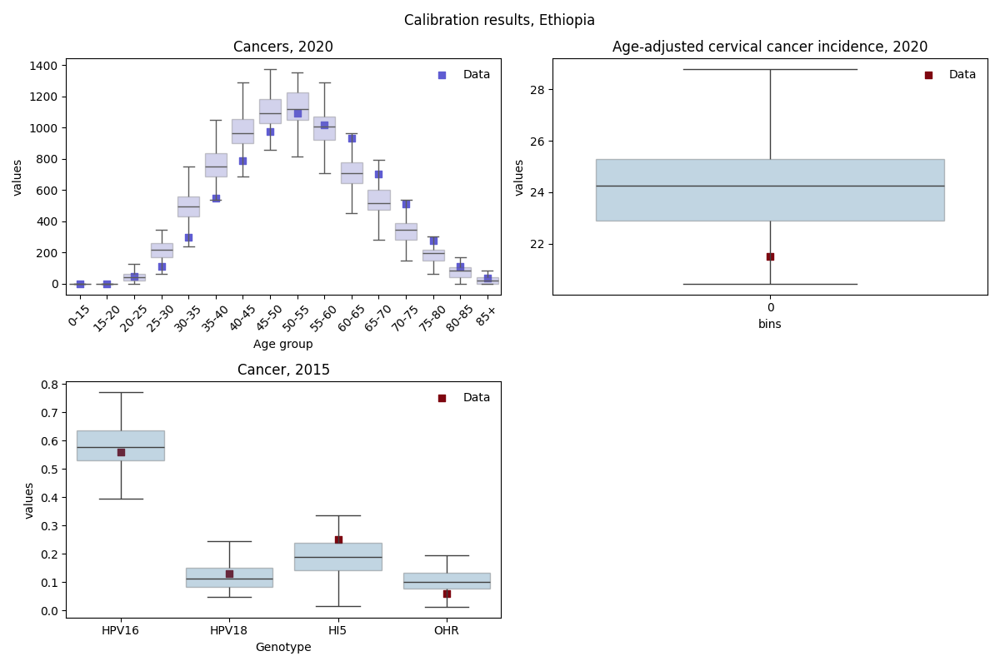 Calibration results, Ethiopia
Cancers, 2020
values
1400
1200
1000
800
600
400
200
0
Data
0-15
15-20
20-25
25-30
30-35
35-40
40-45
45-50
50-55
55-60
60-65
65-70
70-75
75-80
80-85
85+
Age group
Age-adjusted cervical cancer incidence, 2020
values
28
26
24
22
Data
0
bins
Cancer, 2015
values
0.8
0.7
0.6
0.5
0.4
0.3
0.2
0.1
0.0
Data
HPV16
HPV18
HI5
OHR
Genotype